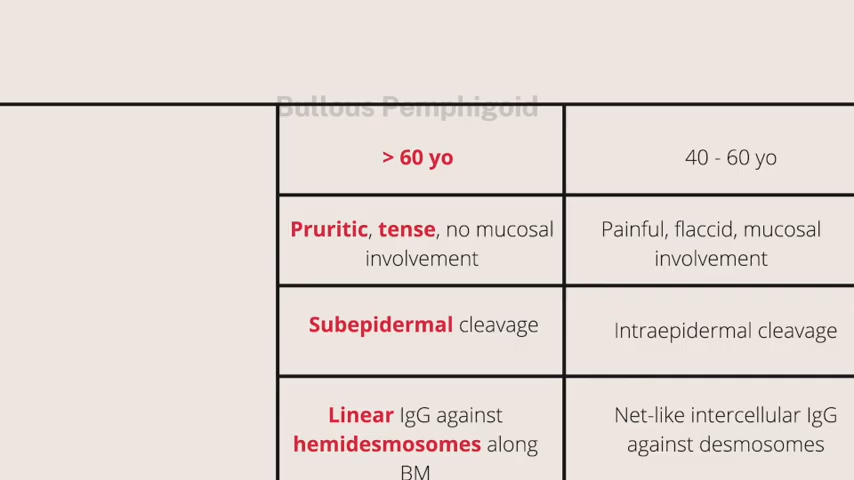 Bullous Pemphigoid
> 60 yo
40 - 60 yo
Pruritic, tense, no mucosal
involvement
Painful, flaccid, mucosal
involvement
Subepidermal cleavage
Intraepidermal cleavage
Linear IgG against
hemidesmosomes along
BM
Net-like intercellular IgG
against desmosomes